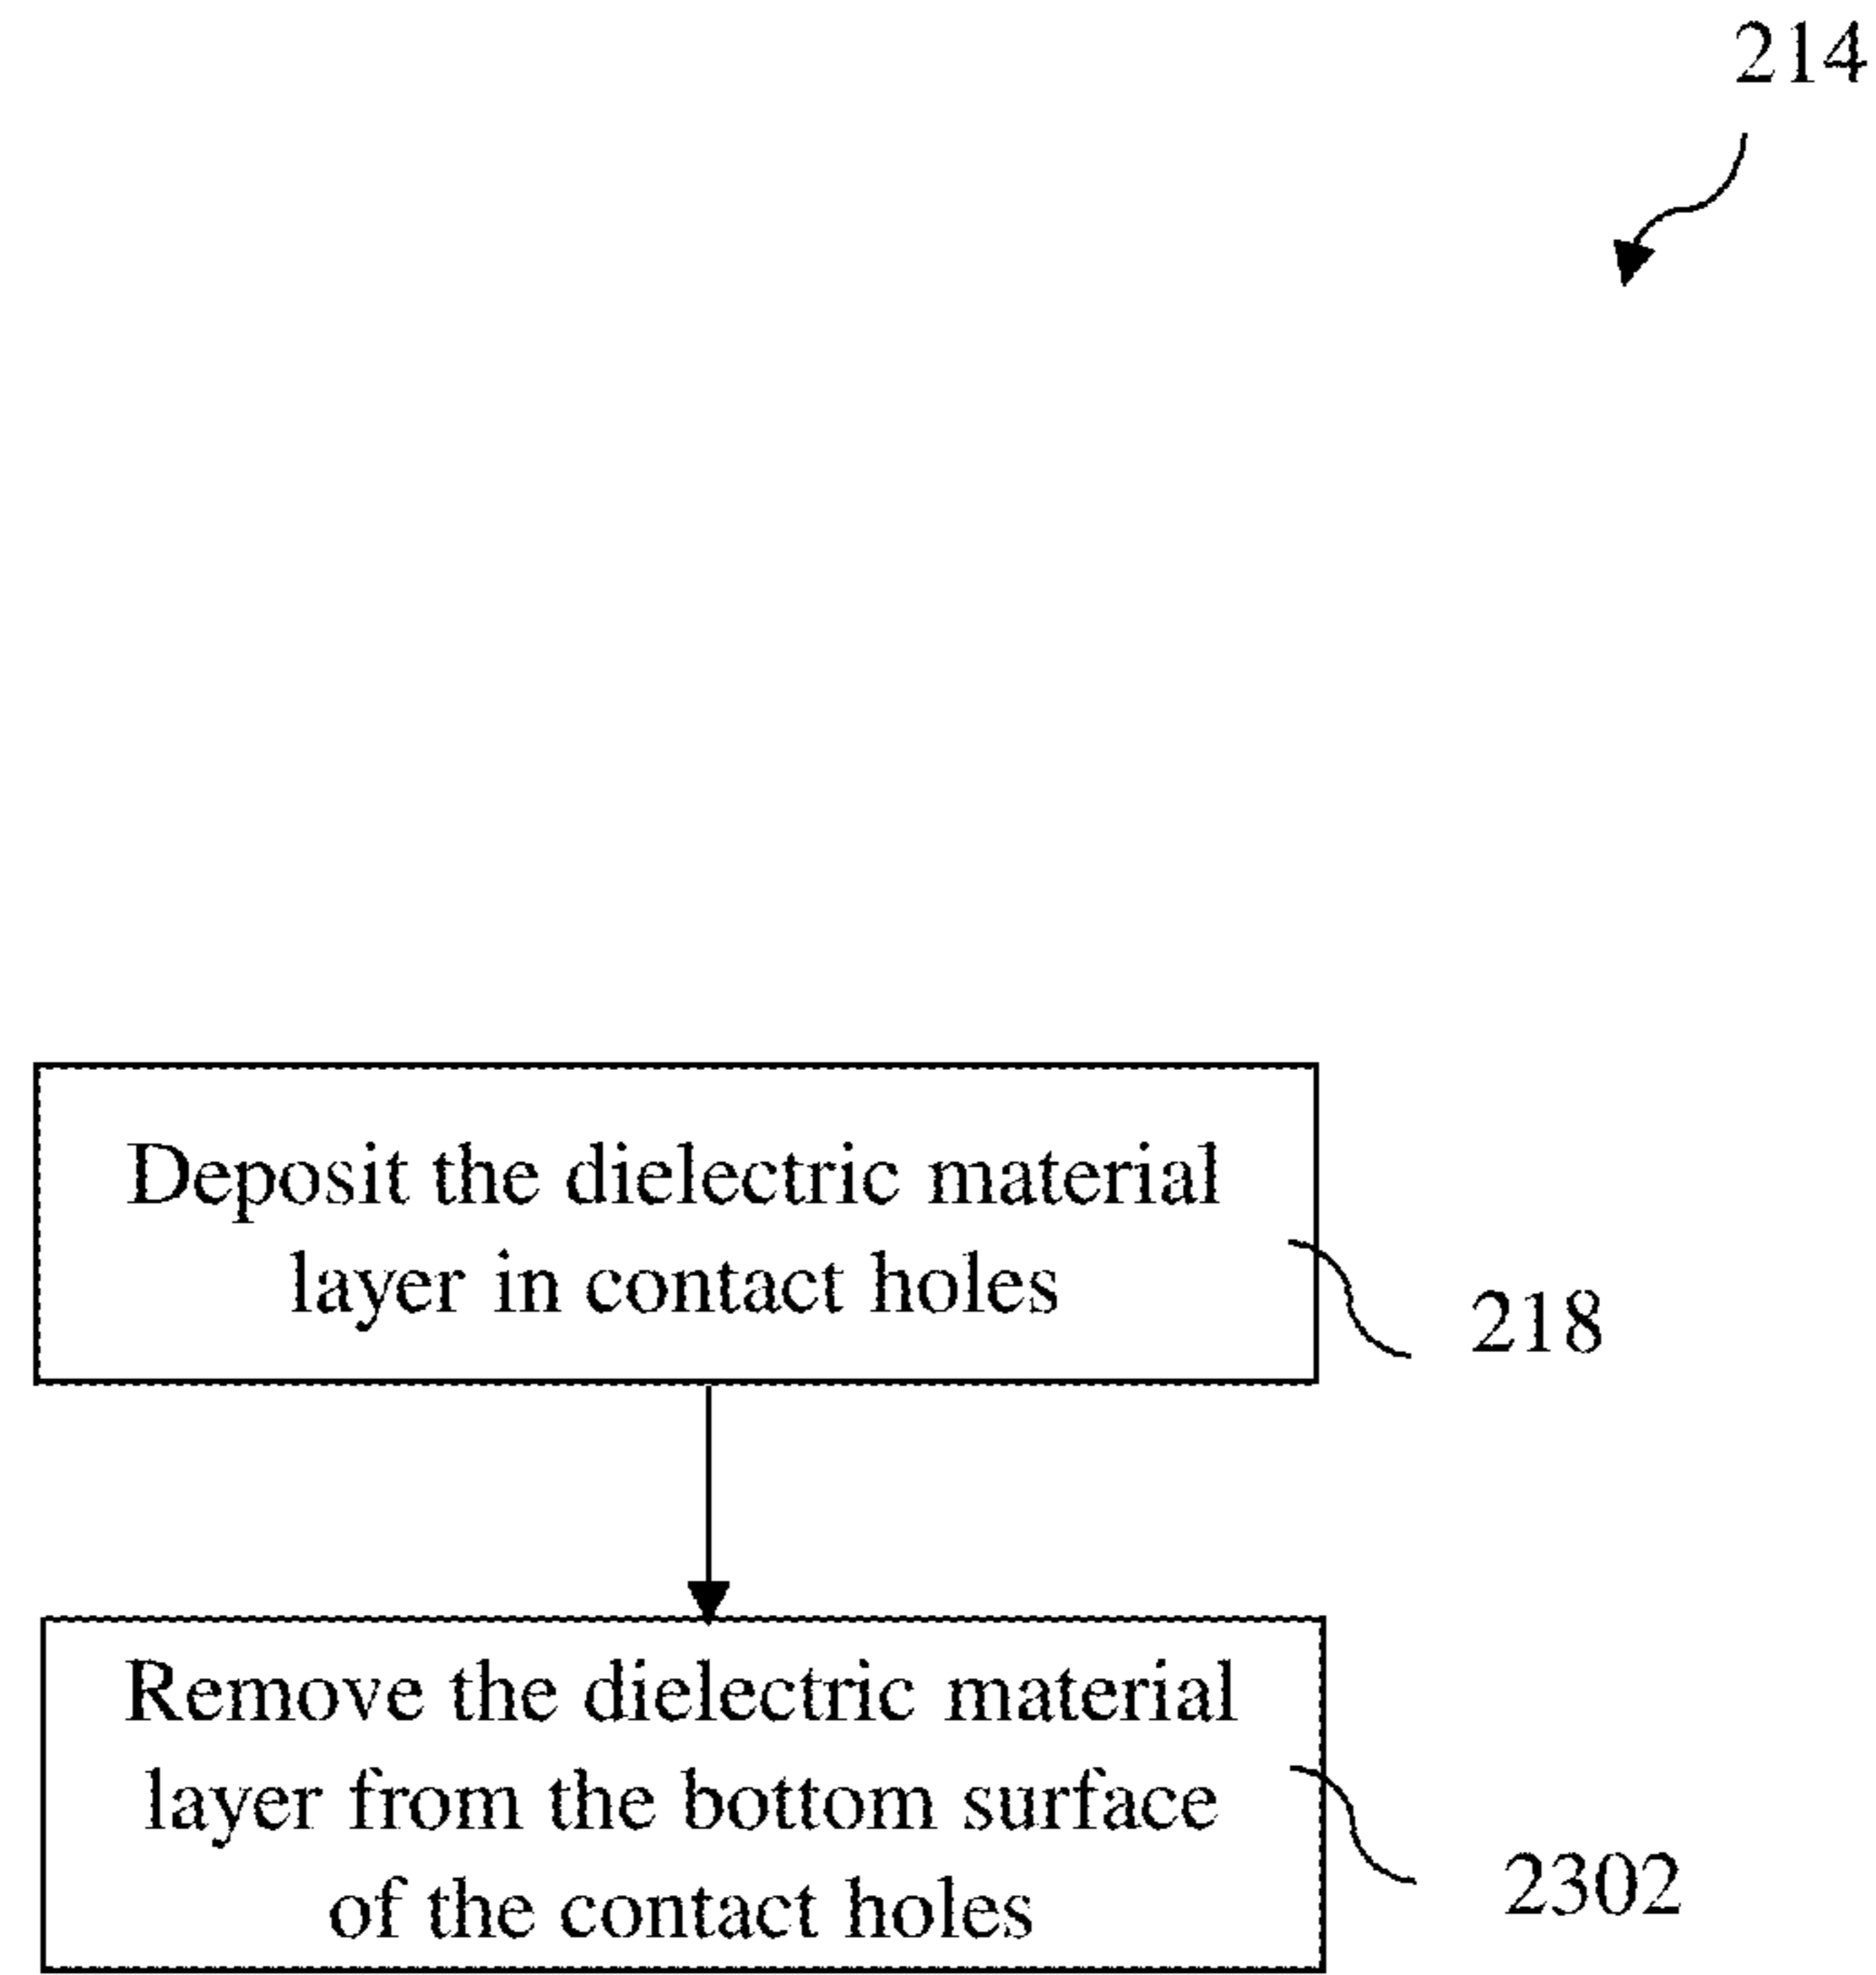 214
Deposit the dielectric material
layer in contact holes
218
Remove the dielectric material
layer from the bottom surface
of the contact holes
2302